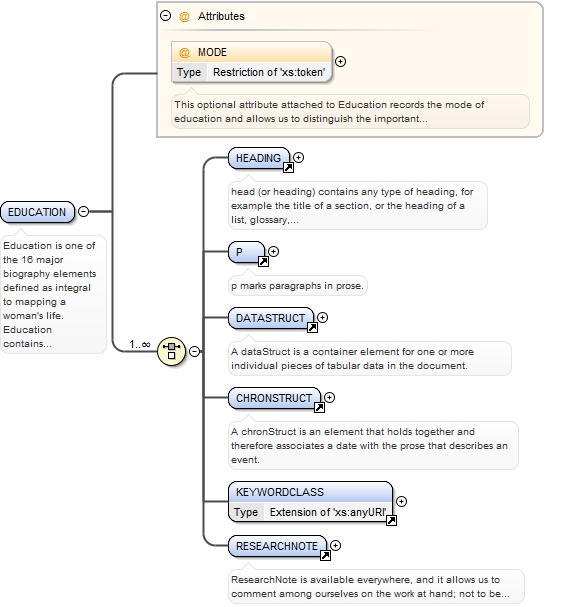 Attributes
@ MODE
Type Restriction of 'xs:token'
This optional attribute attached to Education records the mode of
education and allows us to distinguish the important...
EDUCATION
Education is one of
the 16 major
biography elements
defined as integral
to mapping a
woman's life.
Education
contains...
1..∞
HEADING
head (or heading) contains any type of heading, for
example the title of a section, or the heading of a
list, glossary,...
P
p marks paragraphs in prose.
DATASTRUCT
A dataStruct is a container element for one or more
individual pieces of tabular data in the document.
CHRONSTRUCT
A chronStruct is an element that holds together and
therefore associates a date with the prose that describes an
event.
KEYWORDCLASS
Type Extension of 'xs:anyURI'
RESEARCHNOTE
ResearchNote is available everywhere, and it allows us to
comment among ourselves on the work at hand; not to be...